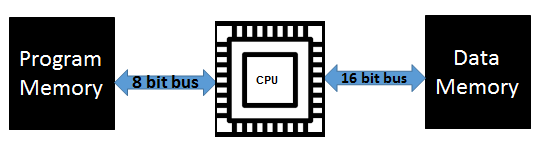 Program
Memory
8 bit bus
CPU
16 bit bus
Data
Memory